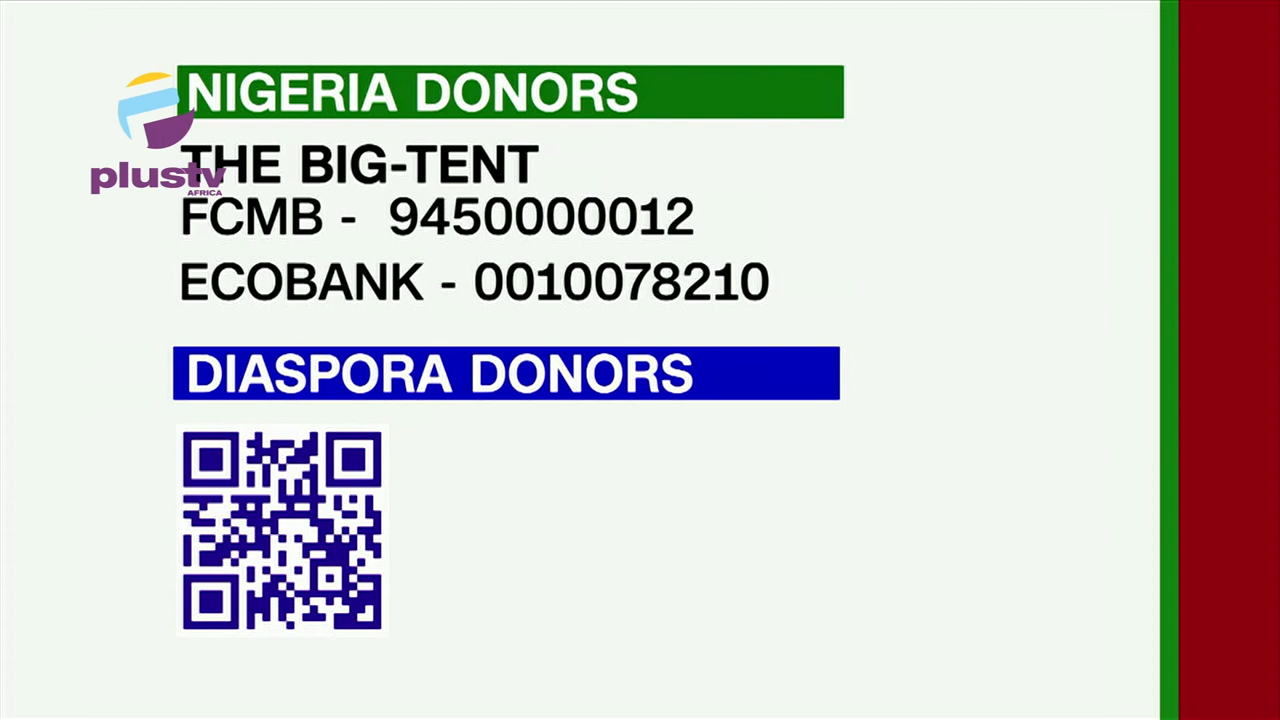 NIGERIA DONORS
THE BIG-TENT
plustv
AFRICA
FCMB - 9450000012
ECOBANK - 0010078210
DIASPORA DONORS